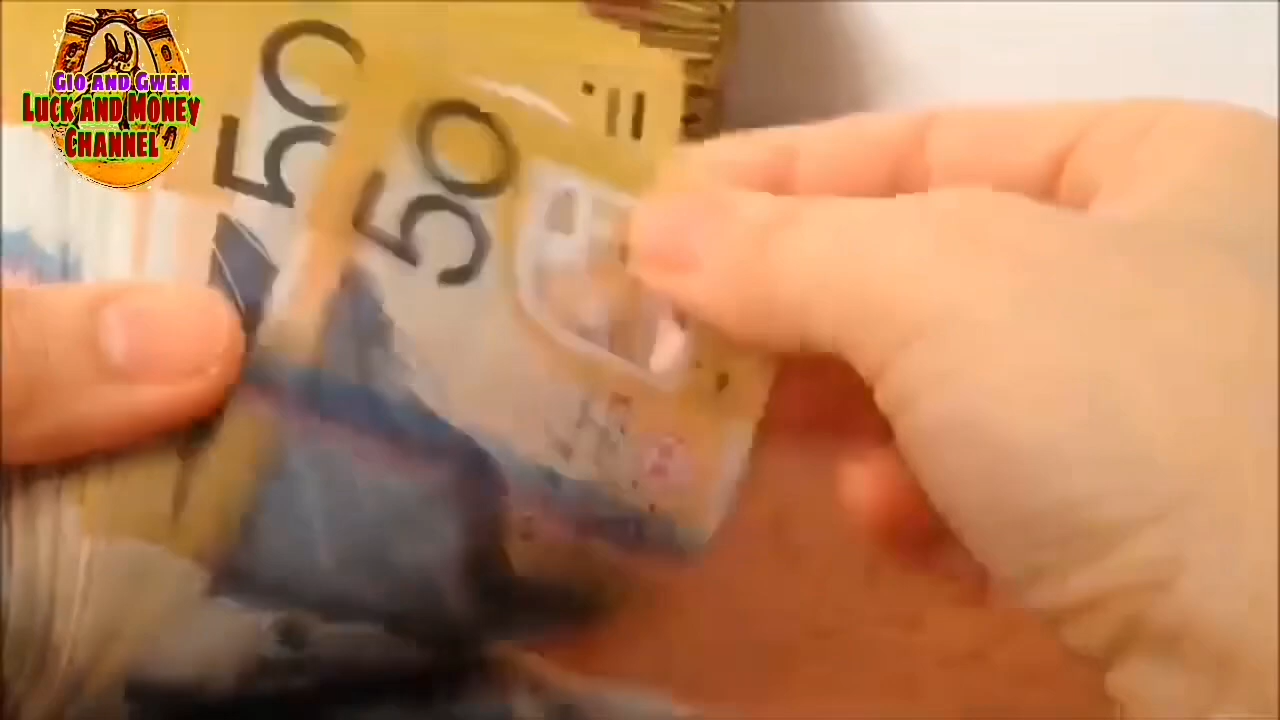 GIO AND GWEN
LUCK AND MONEY
CHANNEL
50
50